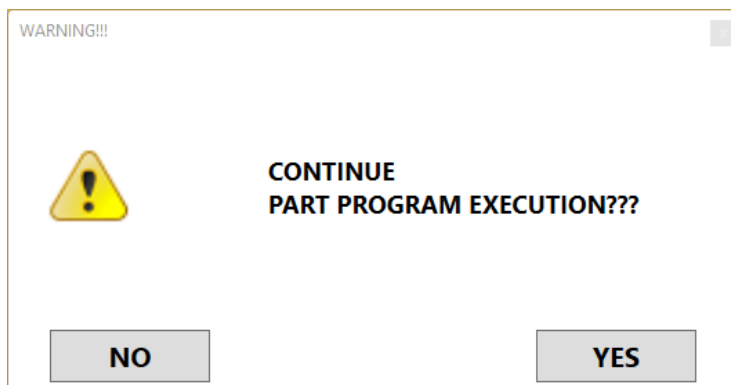 WARNING!!!
CONTINUE
PART PROGRAM EXECUTION???
NO
YES